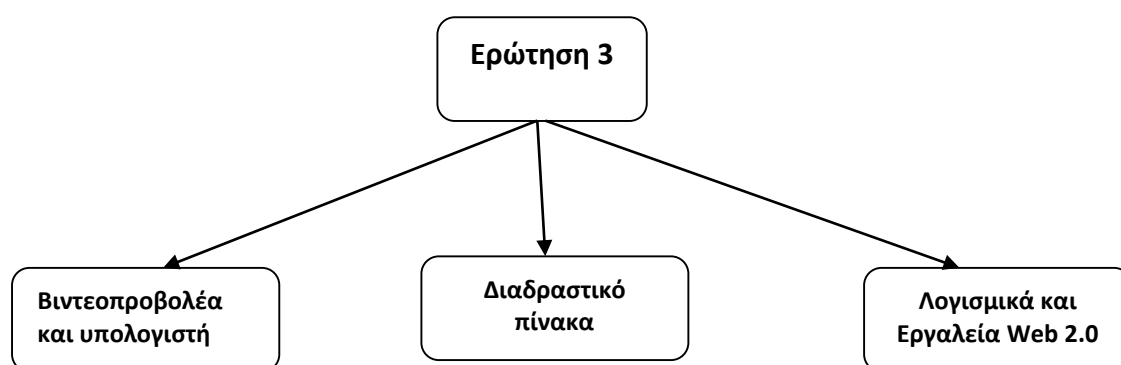 Ερώτηση 3
Βιντεοπροβολέα
και υπολογιστή
Διαδραστικό
πίνακα
Λογισμικά και
Εργαλεία Web 2.0